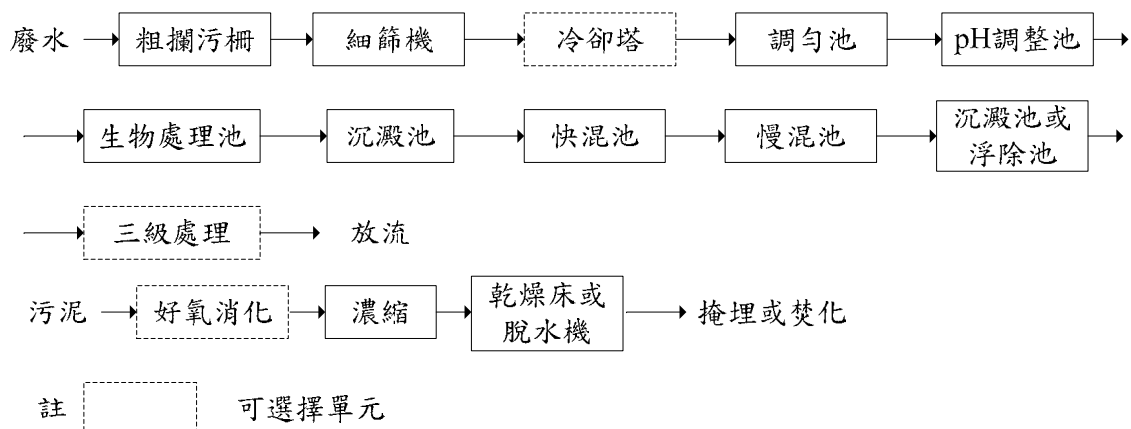 廢水 粗攔污柵 細篩機 冷卻塔 調勻池 pH調整池
生物處理池 沉澱池 快混池 慢混池 沉澱池或
浮除池
三級處理 放流
污泥 好氧消化 濃縮 乾燥床或
脫水機 掩埋或焚化
註 可選擇單元